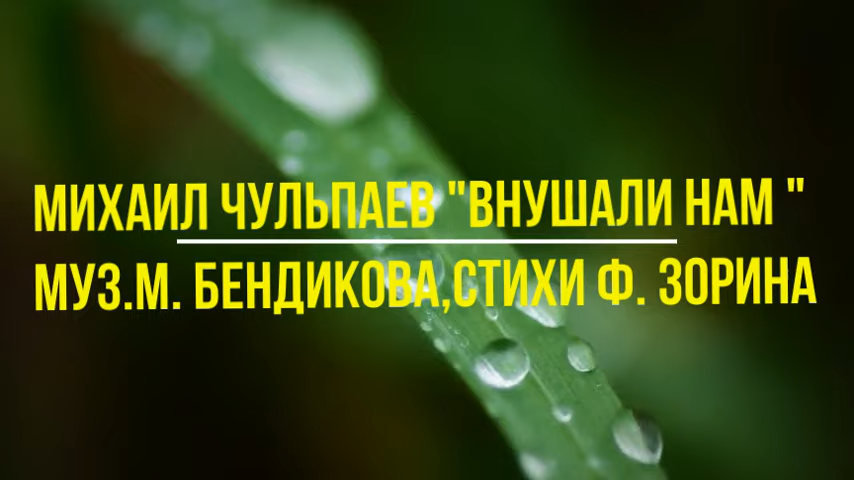 МИХАИЛ ЧУЛЬПАЕВ "ВНУШАЛИ НАМ "
МУЗ.М. БЕНДИКОВА,СТИХИ Ф. ЗОРИНА